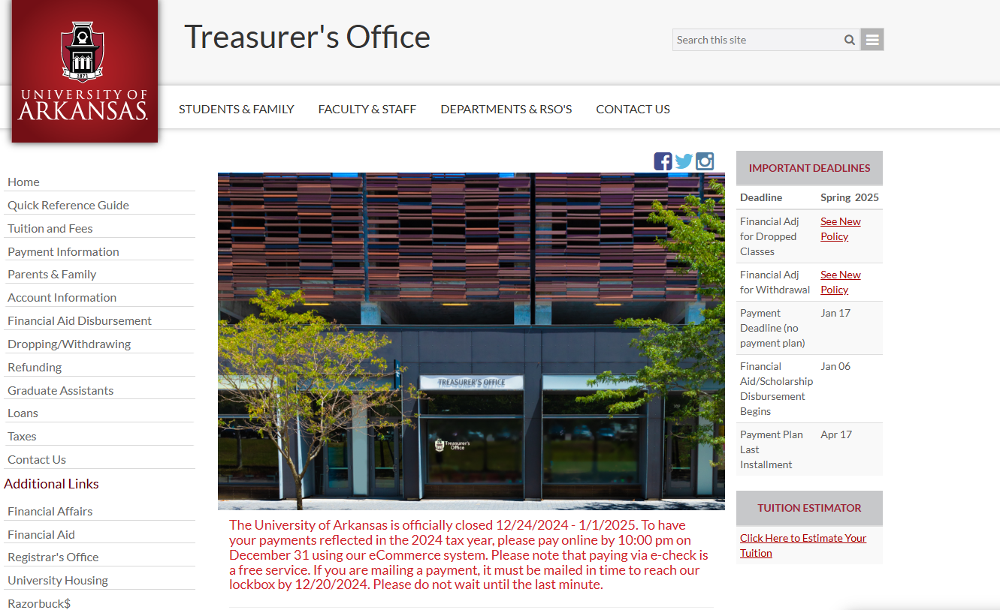 1871
UNIVERSITY OF
ARKANSAS.
Treasurer's Office
Search this site
STUDENTS & FAMILY
FACULTY & STAFF
DEPARTMENTS & RSO'S
CONTACT US
Home
Quick Reference Guide
Tuition and Fees
Payment Information
Parents & Family
Account Information
Financial Aid Disbursement
Dropping/Withdrawing
Refunding
Graduate Assistants
Loans
Taxes
Contact Us
Additional Links
Financial Affairs
Financial Aid
Registrar's Office
University Housing
Razorbuck$
TREASURER'S OFFICE
Treasurer's
Office
The University of Arkansas is officially closed 12/24/2024 - 1/1/2025. To have
your payments reflected in the 2024 tax year, please pay online by 10:00 pm on
December 31 using our eCommerce system. Please note that paying via e-check is
a free service. If you are mailing a payment, it must be mailed in time to reach our
lockbox by 12/20/2024. Please do not wait until the last minute.
IMPORTANT DEADLINES
Deadline Spring 2025
Financial Adj
for Dropped
Classes
See New
Policy
Financial Adj
for Withdrawal
See New
Policy
Payment
Deadline (no
payment plan)
Jan 17
Financial
Aid/Scholarship
Disbursement
Begins
Jan 06
Payment Plan
Last
Installment
Apr 17
TUITION ESTIMATOR
Click Here to Estimate Your
Tuition